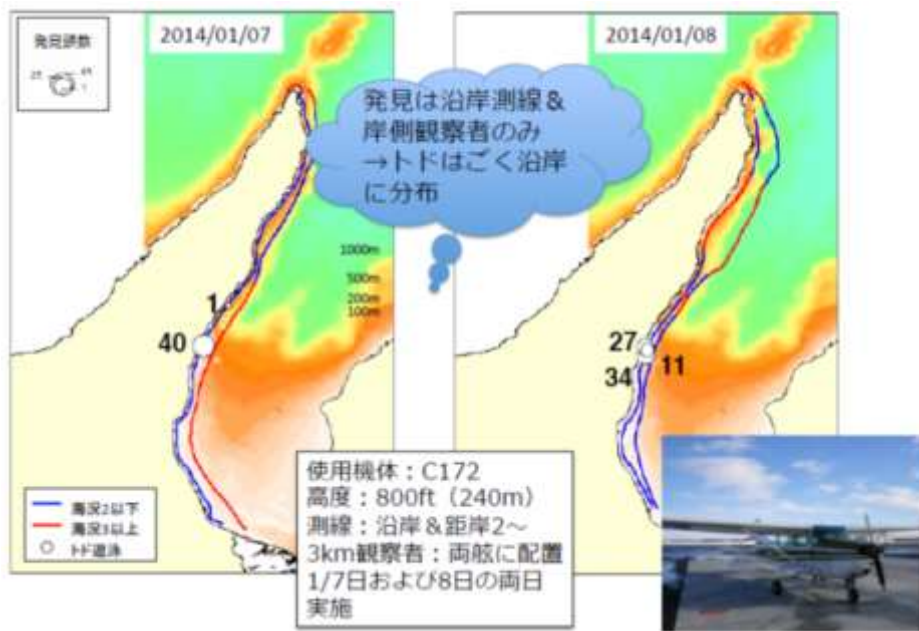 発見頭数
2014/01/07
2014/01/08
発見は沿岸測線&
岸側観察者のみ
→トドはごく沿岸
に分布
1000m
500m
200m
100m
1
40
27
11
34
海況2以下
海況3以上
トド遊泳
使用機体:C172
高度:800ft(240m)
測線:沿岸&距岸2~
3km観察者:両舷に配置
1/7日および8日の両日
実施